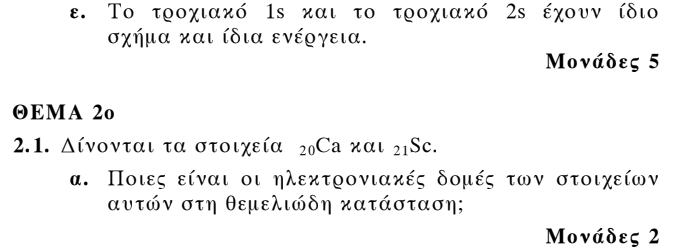 ε. Το τροχιακό 1s και το τροχιακό 2s έχουν ίδιο
σχήμα και ίδια ενέργεια.
Μονάδες 5
ΘΕΜΑ 2ο
2.1. Δίνονται τα στοιχεία ₂₀Ca και ₂₁Sc.
α. Ποιες είναι οι ηλεκτρονιακές δομές των στοιχείων
αυτών στη θεμελιώδη κατάσταση;
Μονάδες 2